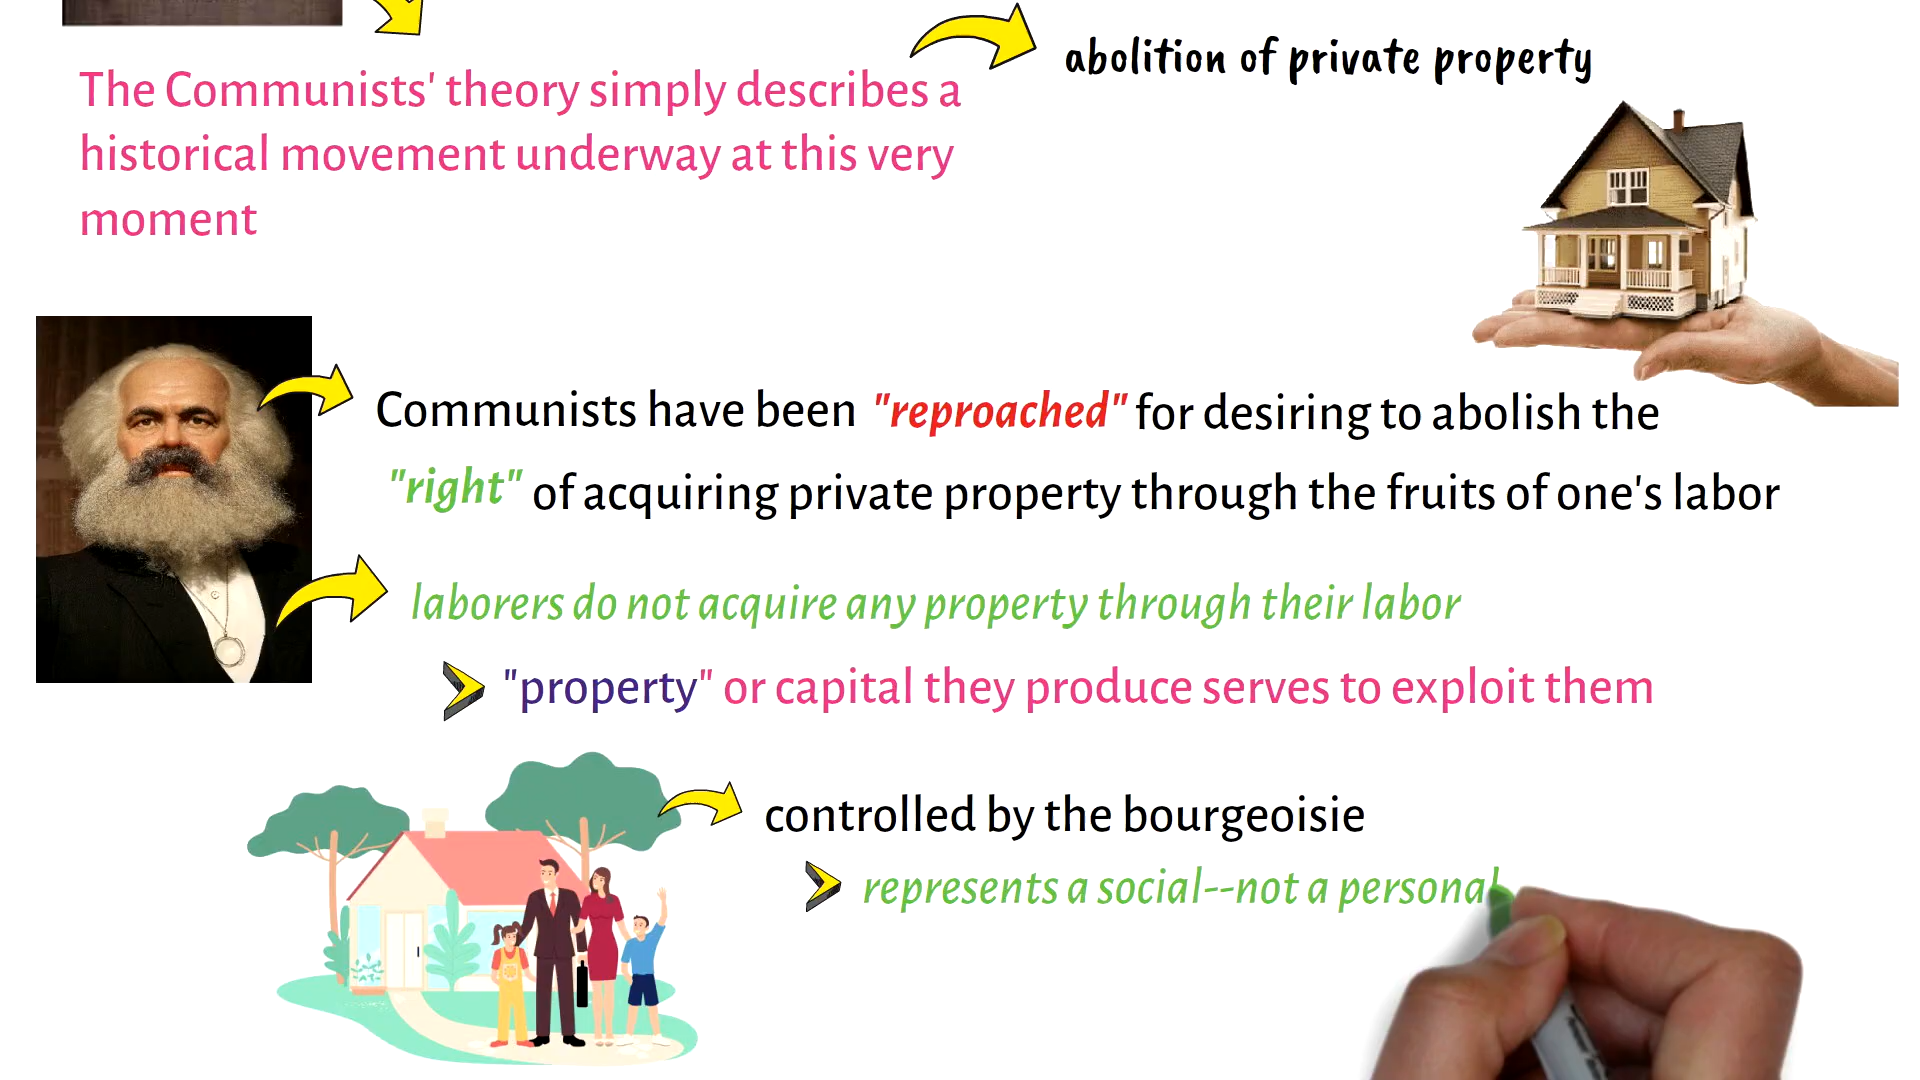 abolition of private property
The Communists' theory simply describes a
historical movement underway at this very
moment
Communists have been "reproached" for desiring to abolish the
"right" of acquiring private property through the fruits of one's labor
laborers do not acquire any property through their labor
"property" or capital they produce serves to exploit them
controlled by the bourgeoisie
represents a social--not a personal